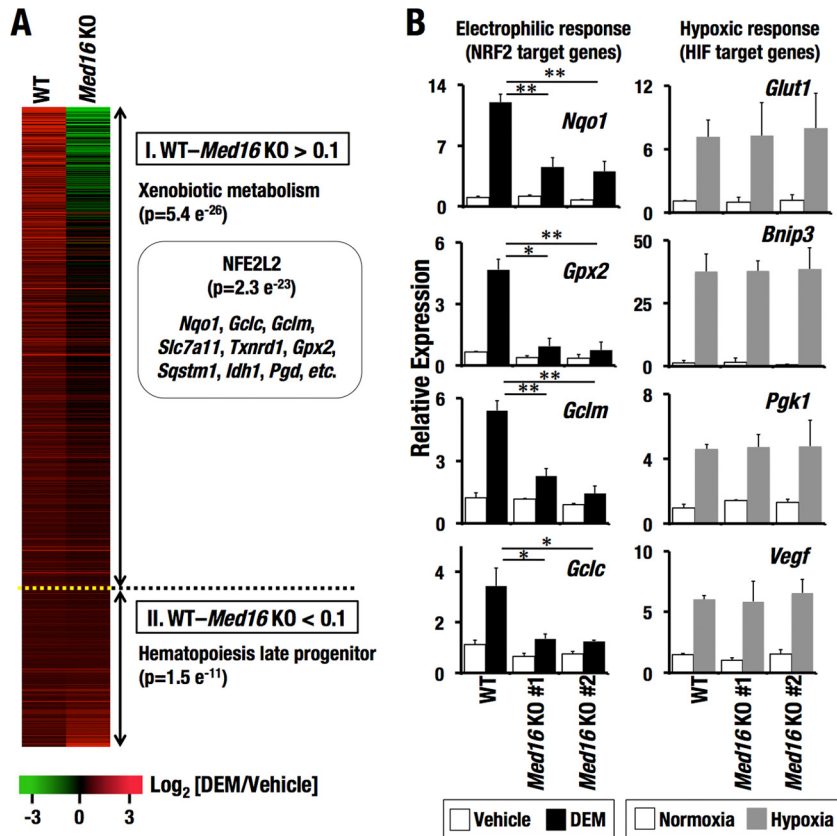 A
WT
Med16 KO
I. WT–Med16 KO > 0.1
Xenobiotic metabolism
(p=5.4 e-26)
NFE2L2
(p=2.3 e-23)
Nqo1, Gclc, Gclm,
Slc7a11, Txnrd1, Gpx2,
Sqstm1, Idh1, Pgd, etc.
II. WT–Med16 KO < 0.1
Hematopoiesis late progenitor
(p=1.5 e-11)
Log2 [DEM/Vehicle]
-3 0 3
B
Electrophilic response
(NRF2 target genes)
Hypoxic response
(HIF target genes)
Relative Expression
14
7
0
**
**
Nqo1
12
6
0
Glut1
6
3
0
**
*
Gpx2
50
25
0
Bnip3
6
3
0
**
**
Gclm
8
4
0
Pgk1
4
2
0
*
*
Gclc
10
5
0
Vegf
WT
Med16 KO #1
Med16 KO #2
WT
Med16 KO #1
Med16 KO #2
Vehicle DEM
Normoxia Hypoxia